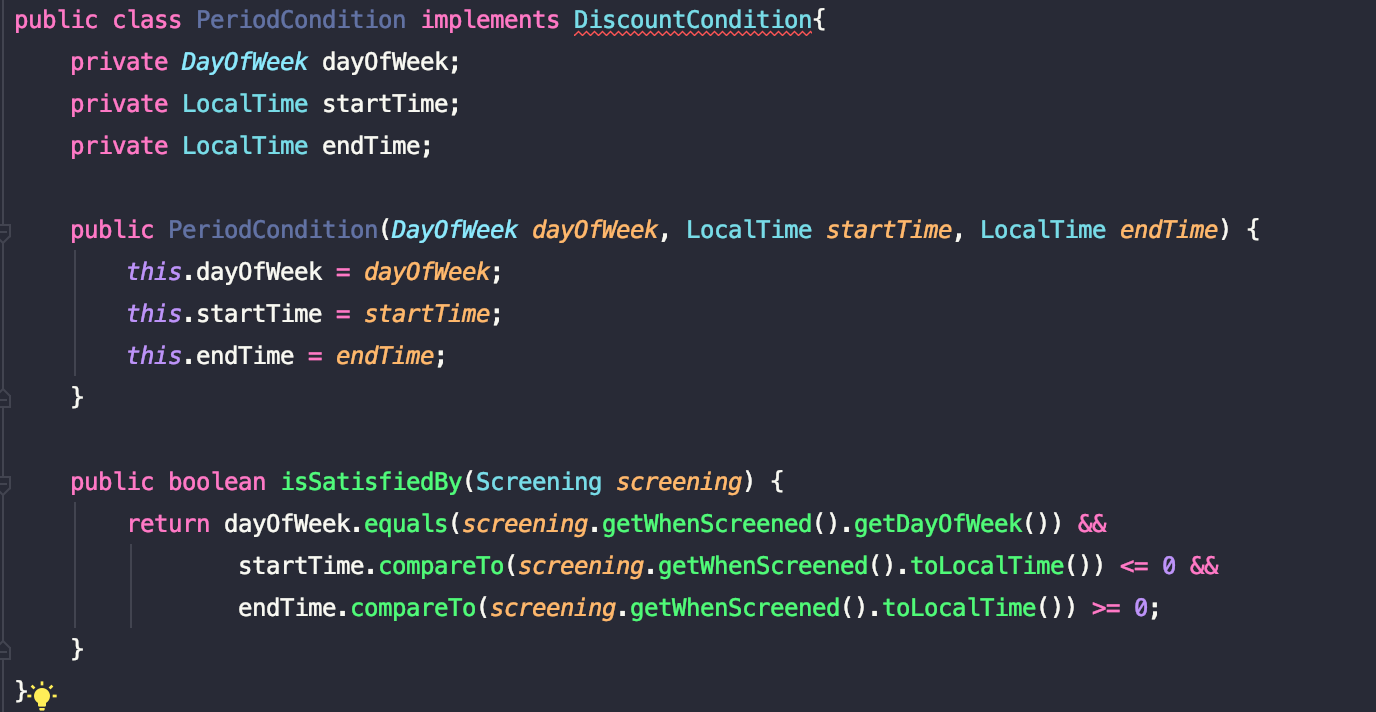 public class PeriodCondition implements DiscountCondition{
    private DayOfWeek dayOfWeek;
    private LocalTime startTime;
    private LocalTime endTime;

    public PeriodCondition(DayOfWeek dayOfWeek, LocalTime startTime, LocalTime endTime) {
        this.dayOfWeek = dayOfWeek;
        this.startTime = startTime;
        this.endTime = endTime;
    }

    public boolean isSatisfiedBy(Screening screening) {
        return dayOfWeek.equals(screening.getWhenScreened().getDayOfWeek()) &&
                startTime.compareTo(screening.getWhenScreened().toLocalTime()) <= 0 &&
                endTime.compareTo(screening.getWhenScreened().toLocalTime()) >= 0;
    }
}